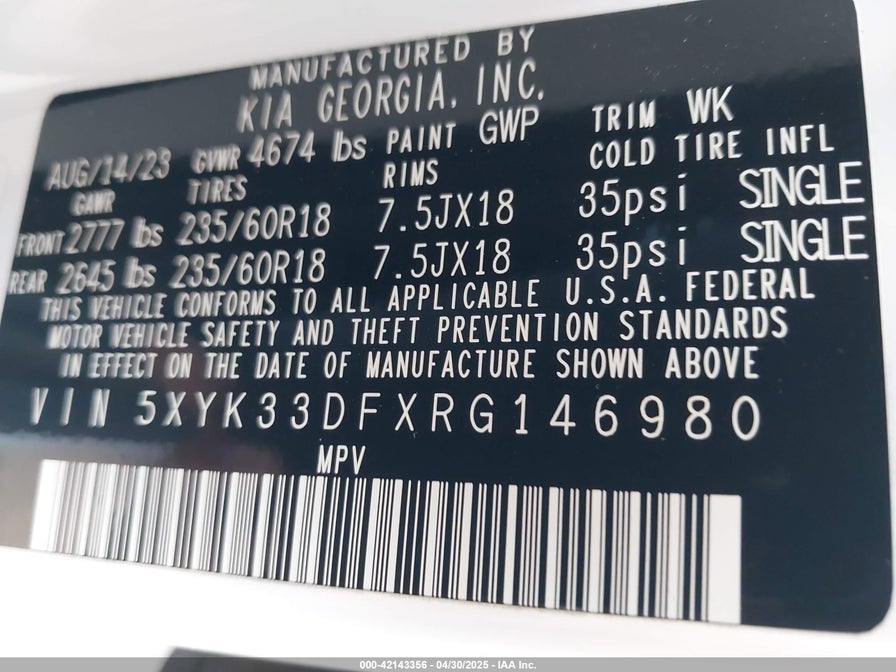 MANUFACTURED BY
KIA GEORGIA, INC.
AUG/14/23 GVWR 4674 lbs PAINT GWP TRIM WK
GAWR TIRES RIMS COLD TIRE INFL
FRONT 2777 lbs 235/60R18 7.5JX18 35psi SINGLE
REAR 2645 lbs 235/60R18 7.5JX18 35psi SINGLE
THIS VEHICLE CONFORMS TO ALL APPLICABLE U.S.A. FEDERAL
MOTOR VEHICLE SAFETY AND THEFT PREVENTION STANDARDS
IN EFFECT ON THE DATE OF MANUFACTURE SHOWN ABOVE
VIN 5XYK33DFXRG146980
MPV
000-42143356 - 04/30/2025 - IAA Inc.